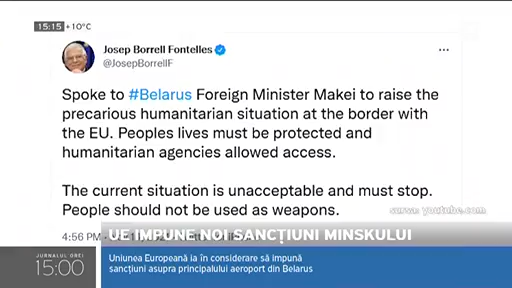 15:15 +10°C
Josep Borrell Fontelles
@JosepBorrellF
Spoke to #Belarus Foreign Minister Makei to raise the
precarious humanitarian situation at the border with
the EU. Peoples lives must be protected and
humanitarian agencies allowed access.
The current situation is unacceptable and must stop.
People should not be used as weapons.
sursa: youtube.com
4:56 PM
UE IMPUNE NOI SANCȚIUNI MINSKULUI
JURNALUL OREI
15:00
Uniunea Europeană ia în considerare să impună
sancțiuni asupra principalului aeroport din Belarus